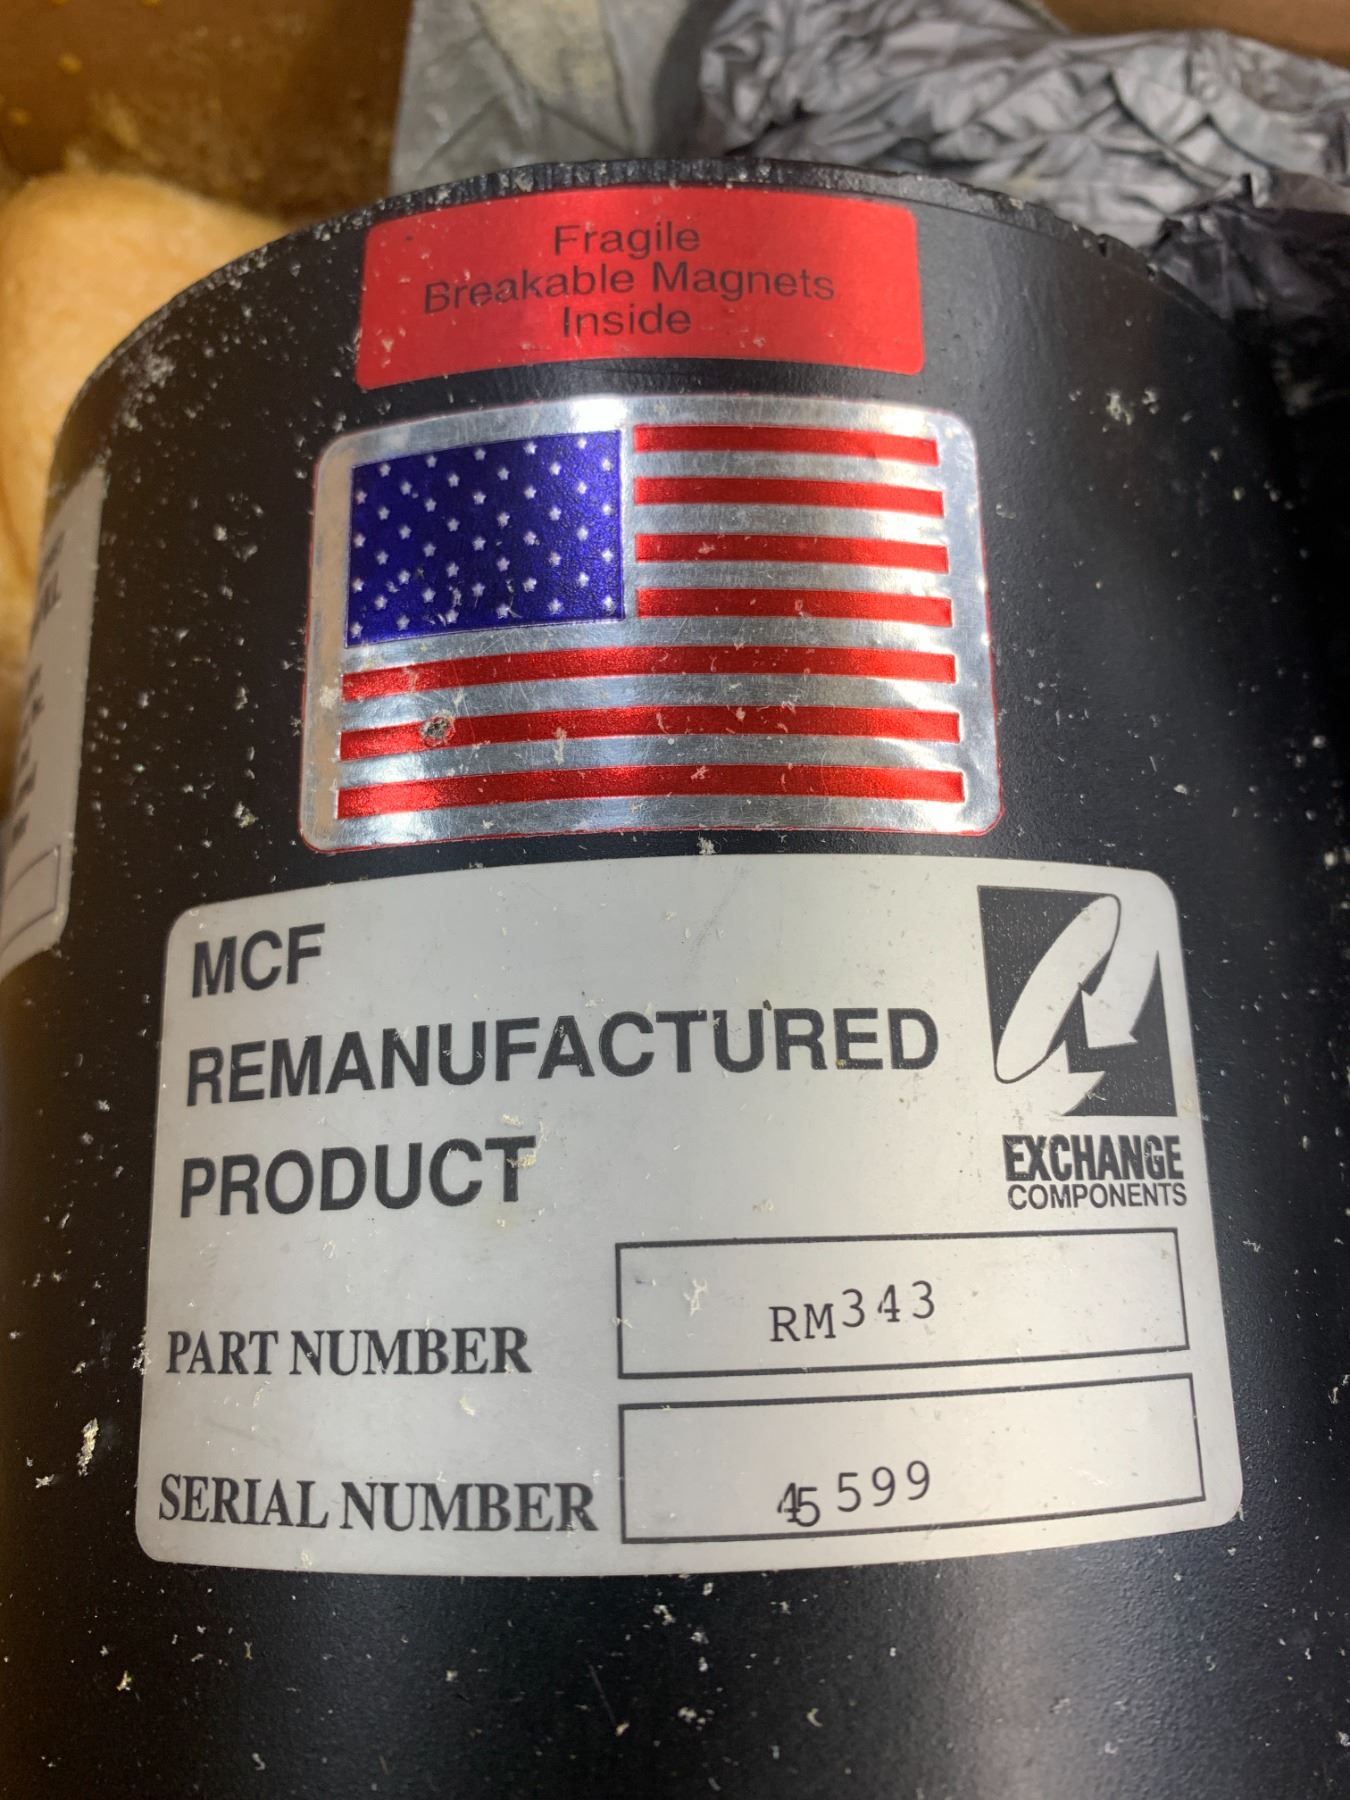 Fragile
Breakable Magnets
Inside
MCF
REMANUFACTURED
PRODUCT
EXCHANGE
COMPONENTS
PART NUMBER RM343
SERIAL NUMBER 45599